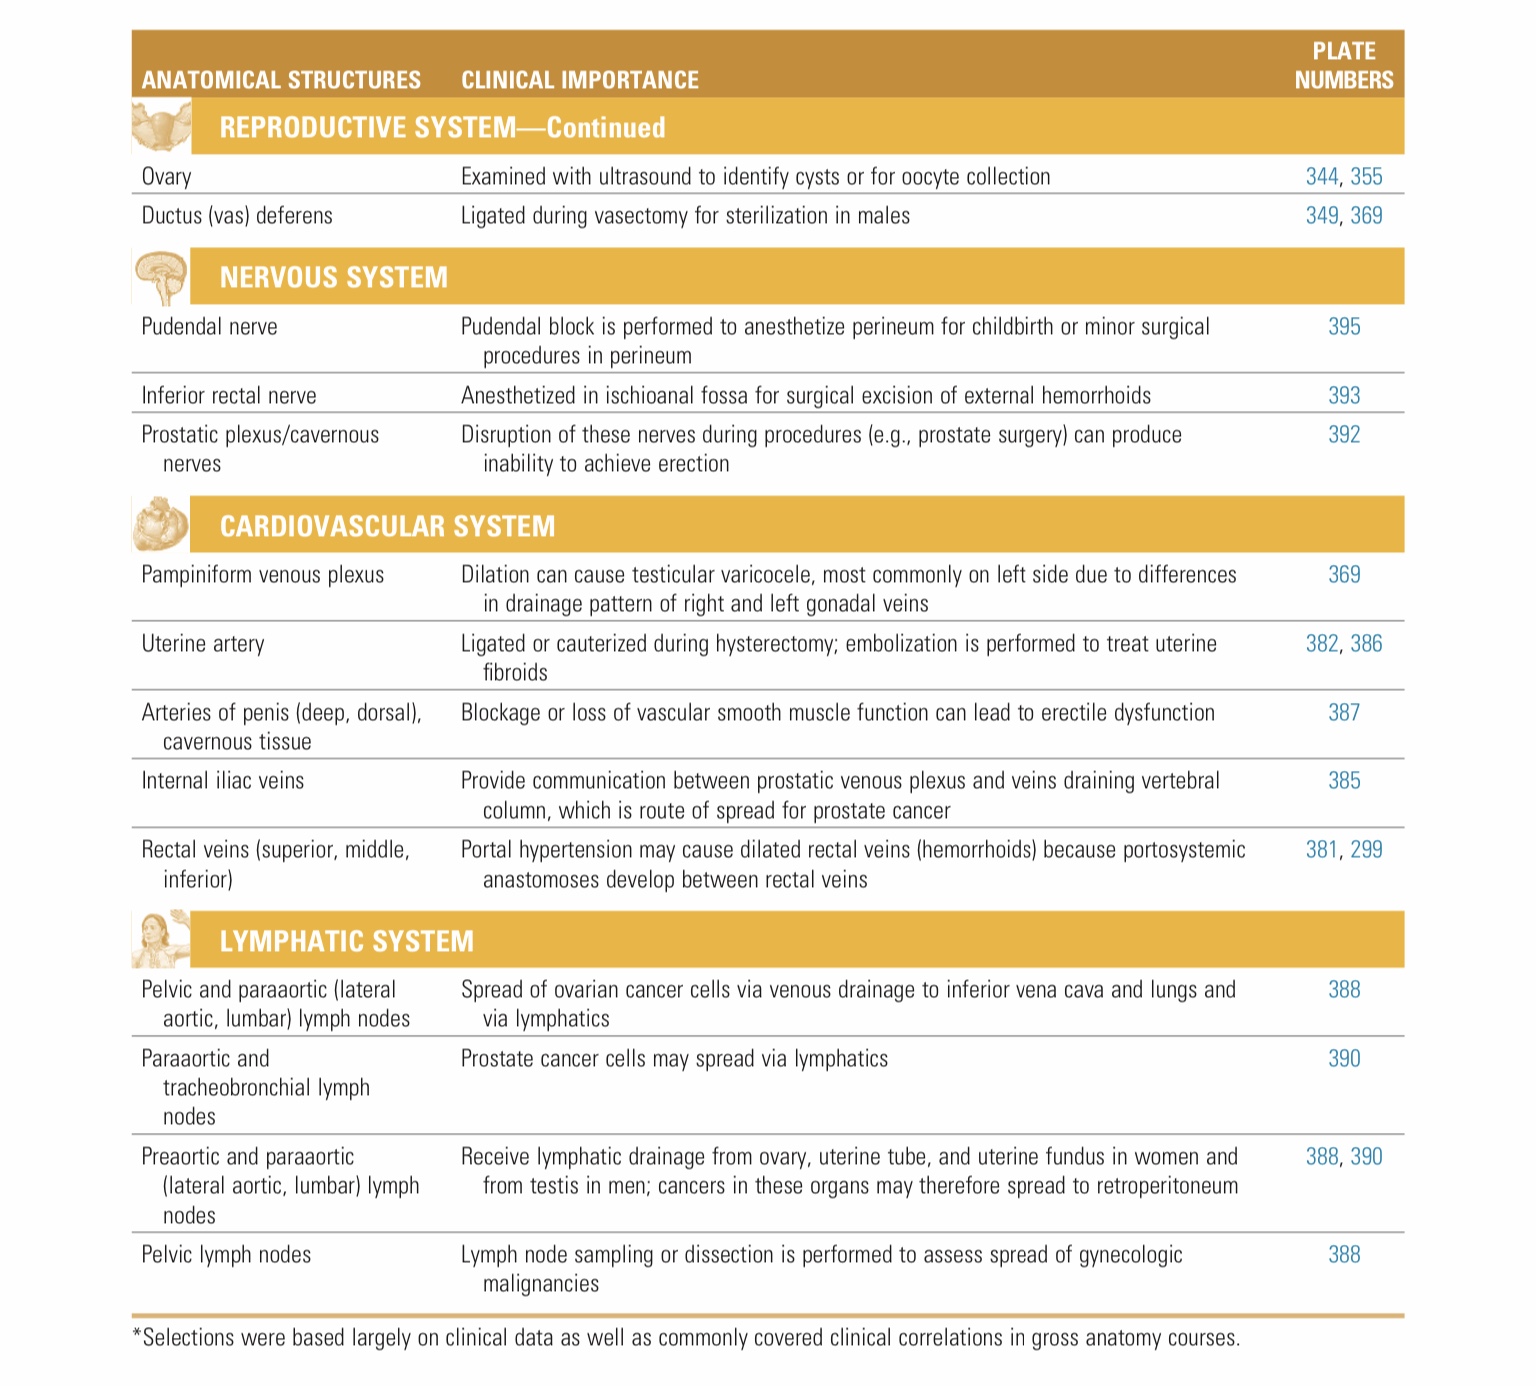 PLATE
ANATOMICAL STRUCTURES CLINICAL IMPORTANCE NUMBERS
REPRODUCTIVE SYSTEM—Continued
Ovary Examined with ultrasound to identify cysts or for oocyte collection 344, 355
Ductus (vas) deferens Ligated during vasectomy for sterilization in males 349, 369
NERVOUS SYSTEM
Pudendal nerve Pudendal block is performed to anesthetize perineum for childbirth or minor surgical 395
procedures in perineum
Inferior rectal nerve Anesthetized in ischioanal fossa for surgical excision of external hemorrhoids 393
Prostatic plexus/cavernous Disruption of these nerves during procedures (e.g., prostate surgery) can produce 392
nerves inability to achieve erection
CARDIOVASCULAR SYSTEM
Pampiniform venous plexus Dilation can cause testicular varicocele, most commonly on left side due to differences 369
in drainage pattern of right and left gonadal veins
Uterine artery Ligated or cauterized during hysterectomy; embolization is performed to treat uterine 382, 386
fibroids
Arteries of penis (deep, dorsal), Blockage or loss of vascular smooth muscle function can lead to erectile dysfunction 387
cavernous tissue
Internal iliac veins Provide communication between prostatic venous plexus and veins draining vertebral 385
column, which is route of spread for prostate cancer
Rectal veins (superior, middle, Portal hypertension may cause dilated rectal veins (hemorrhoids) because portosystemic 381, 299
inferior) anastomoses develop between rectal veins
LYMPHATIC SYSTEM
Pelvic and paraaortic (lateral Spread of ovarian cancer cells via venous drainage to inferior vena cava and lungs and 388
aortic, lumbar) lymph nodes via lymphatics
Paraaortic and Prostate cancer cells may spread via lymphatics 390
tracheobronchial lymph
nodes
Preaortic and paraaortic Receive lymphatic drainage from ovary, uterine tube, and uterine fundus in women and 388, 390
(lateral aortic, lumbar) lymph from testis in men; cancers in these organs may therefore spread to retroperitoneum
nodes
Pelvic lymph nodes Lymph node sampling or dissection is performed to assess spread of gynecologic 388
malignancies
*Selections were based largely on clinical data as well as commonly covered clinical correlations in gross anatomy courses.